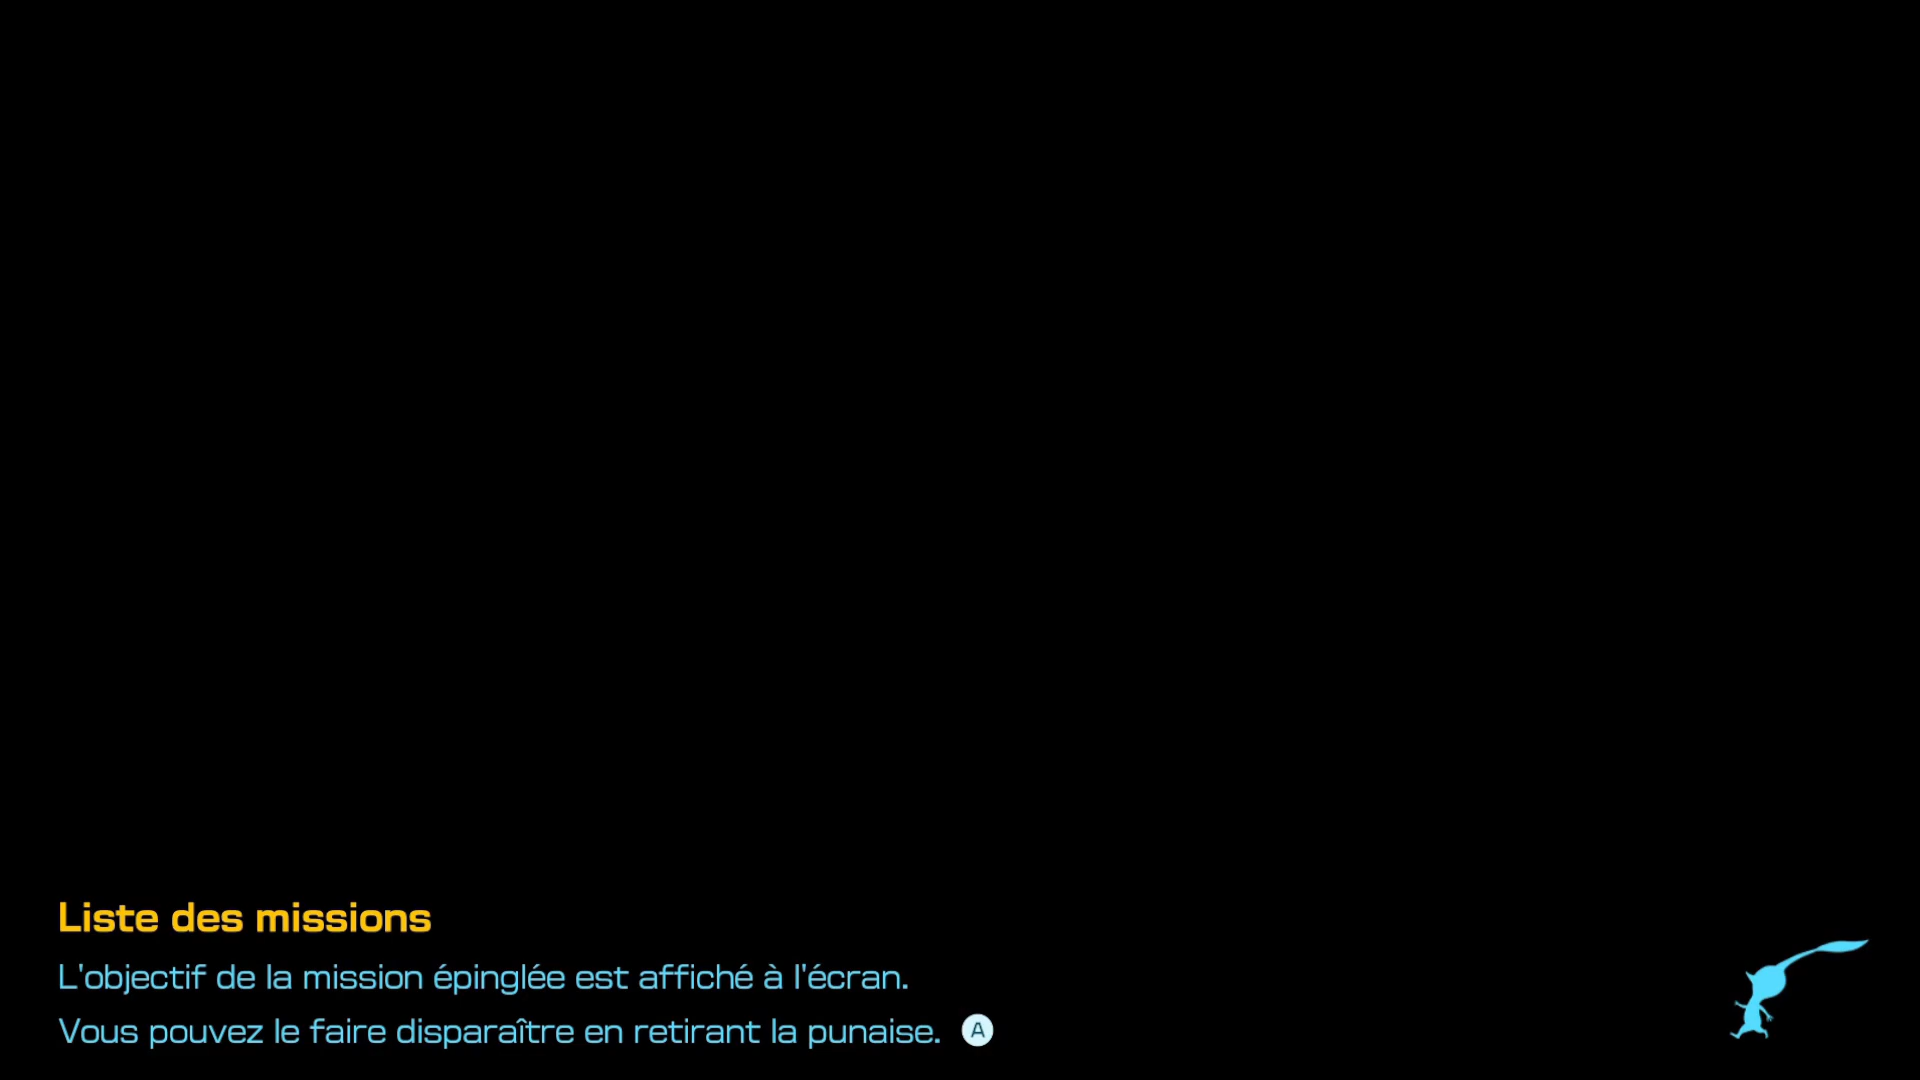 Liste des missions
L'objectif de la mission épinglée est affiché à l'écran.
Vous pouvez le faire disparaître en retirant la punaise. A